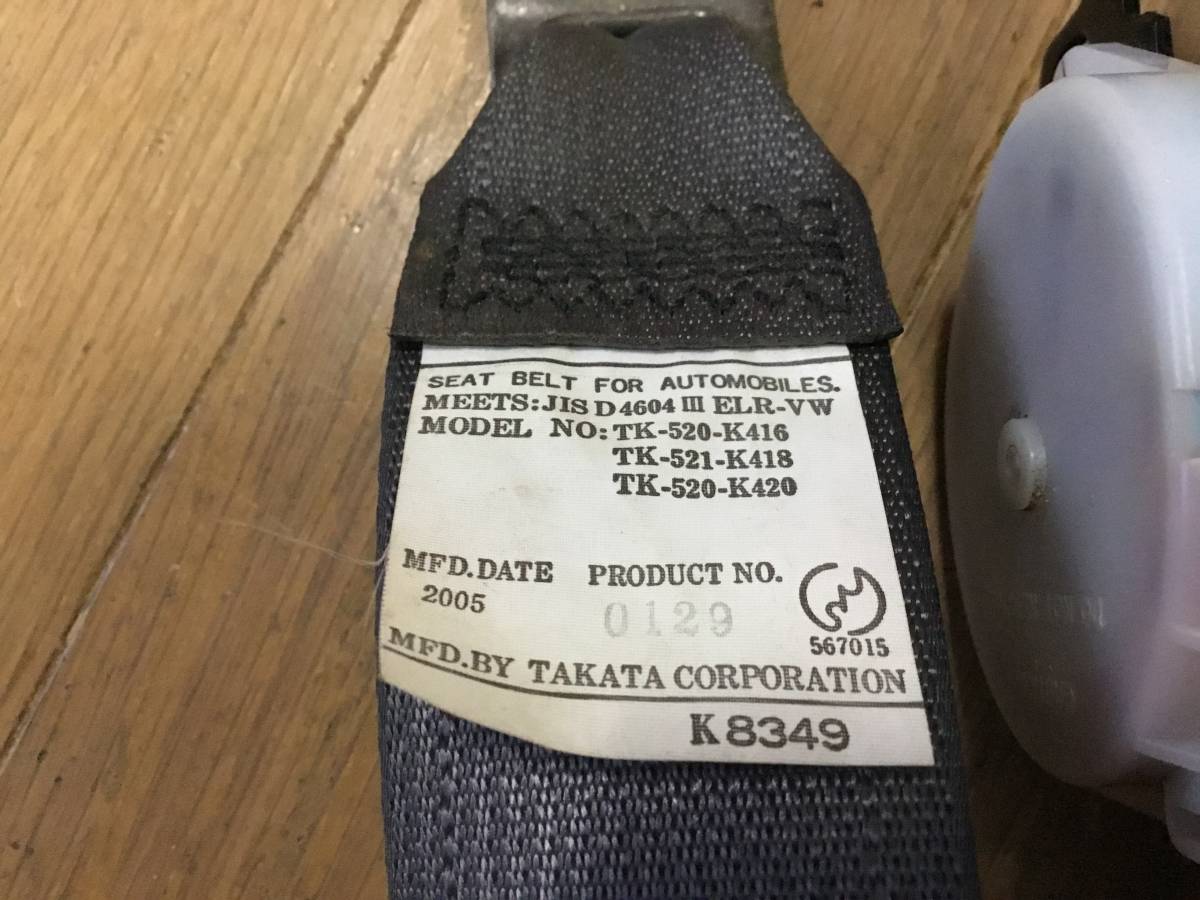 SEAT BELT FOR AUTOMOBILES.
MEETS:JIS D 4604 III ELR-VW
MODEL NO:TK-520-K416
TK-521-K418
TK-520-K420
MFD.DATE PRODUCT NO.
2005 0129
567015
MFD.BY TAKATA CORPORATION
K8349